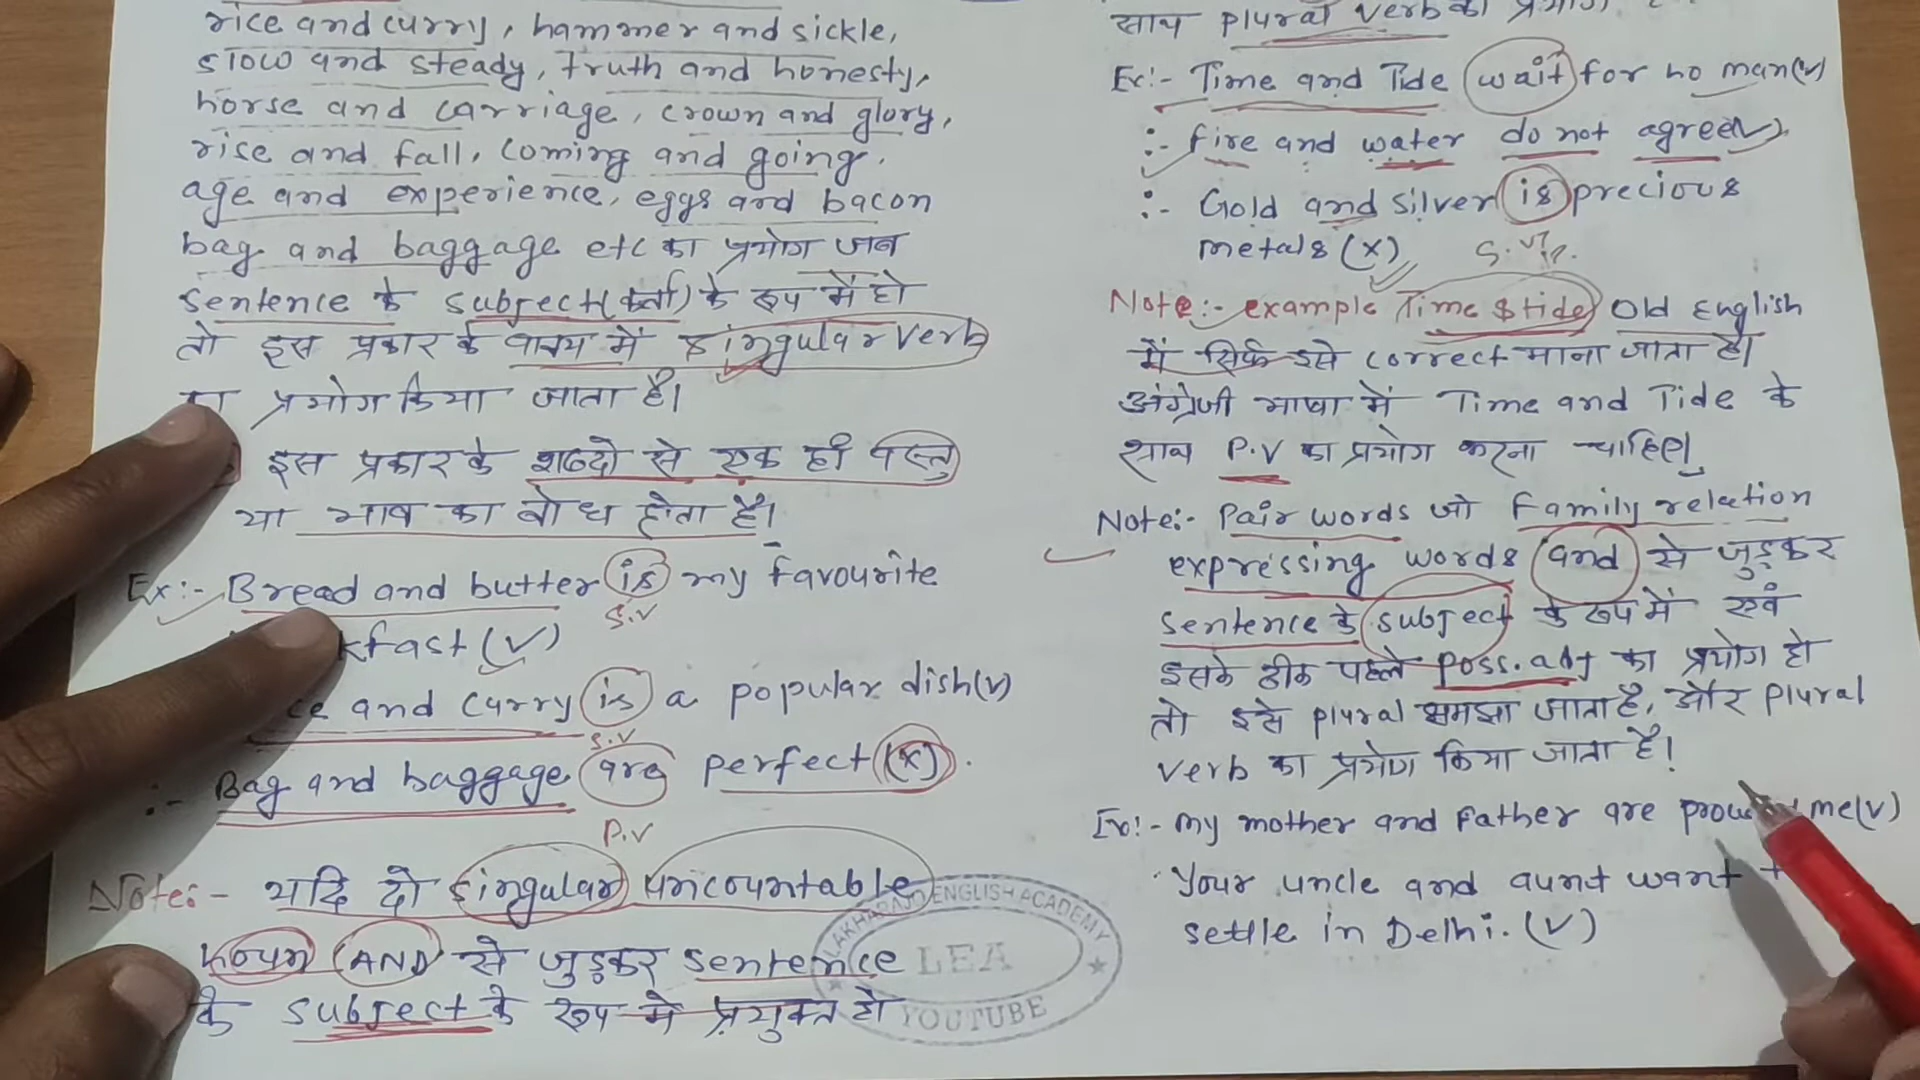 rice and curry, hammer and sickle,
slow and steady, truth and honesty,
horse and carriage, crown and glory,
rise and fall, coming and going,
age and experience, eggs and bacon
bag and baggage etc का प्रयोग जब
sentence के subject(कर्ता) के रूप में हो
तो इस प्रकार के वाक्य में singular verb
का प्रयोग किया जाता है।
इस प्रकार के शब्दो से एक ही वस्तु
या भाव का बोध होता है।
Ex:- Bread and butter is my favourite
S.V
kfast (✓)
ce and curry is a popular dish(✓)
S.V
:- Bag and baggage are perfect (x).
P.V
Note:- यदि दो singular uncountable
noun AND से जुड़कर sentence
के subject के रूप मे प्रयुक्त हो
साथ plural verb का प्रयोग
Ex:- Time and Tide wait for no man(✓)
:- fire and water do not agree(✓)
:- Gold and silver is precious
metals (x)
S.V
Note:- example Time & tide Old English
में सिर्फ इसे correct माना जाता है।
अंग्रेजी भाषा में Time and Tide के
साथ P.V का प्रयोग करना चाहिए।
Note:- Pair words जो family relation
expressing words and से जुड़कर
sentence के subject के रूप में एवं
इसके ठीक पहले poss. adj का प्रयोग हो
तो इसे plural समझा जाता है, और plural
verb का प्रयोग किया जाता है!
Ex:- my mother and Father are me(✓)
Your uncle and aunt want
settle in Delhi. (✓)
LAKHARAJO ENGLISH ACADEMY
LEA
YOUTUBE